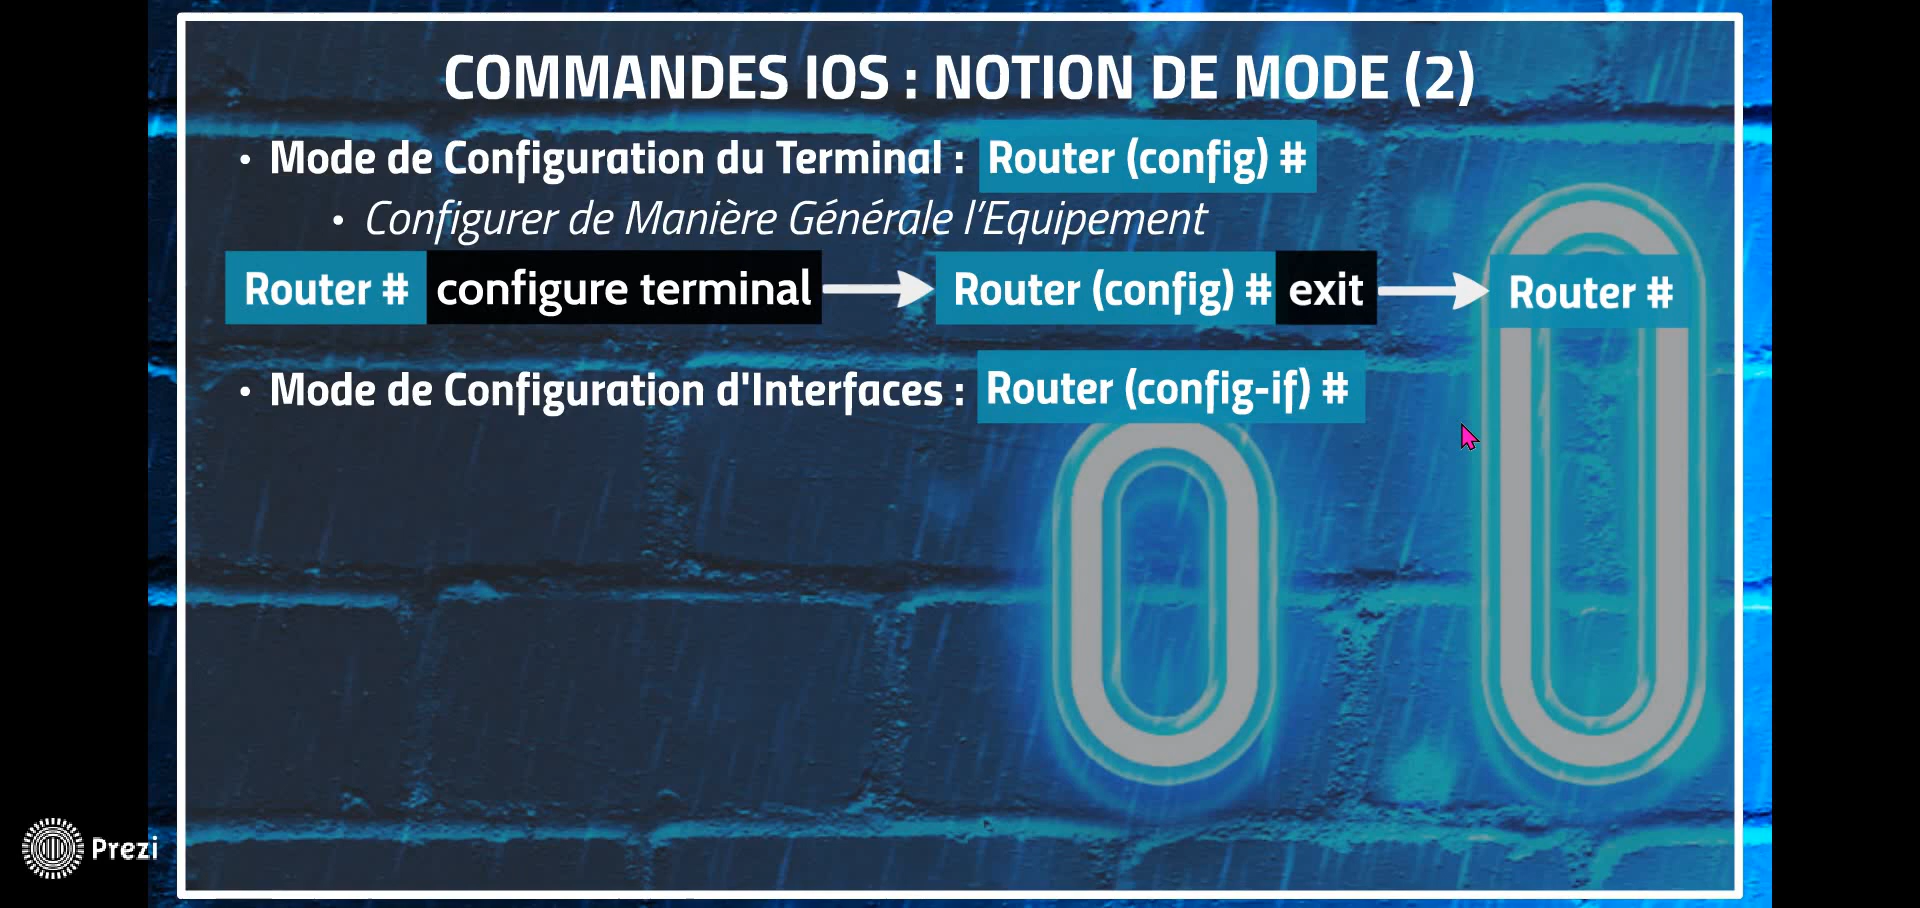 COMMANDES IOS : NOTION DE MODE (2)
• Mode de Configuration du Terminal : Router (config) #
• Configurer de Manière Générale l'Equipement
Router # configure terminal Router (config) # exit Router #
• Mode de Configuration d'Interfaces : Router (config-if) #
Prezi